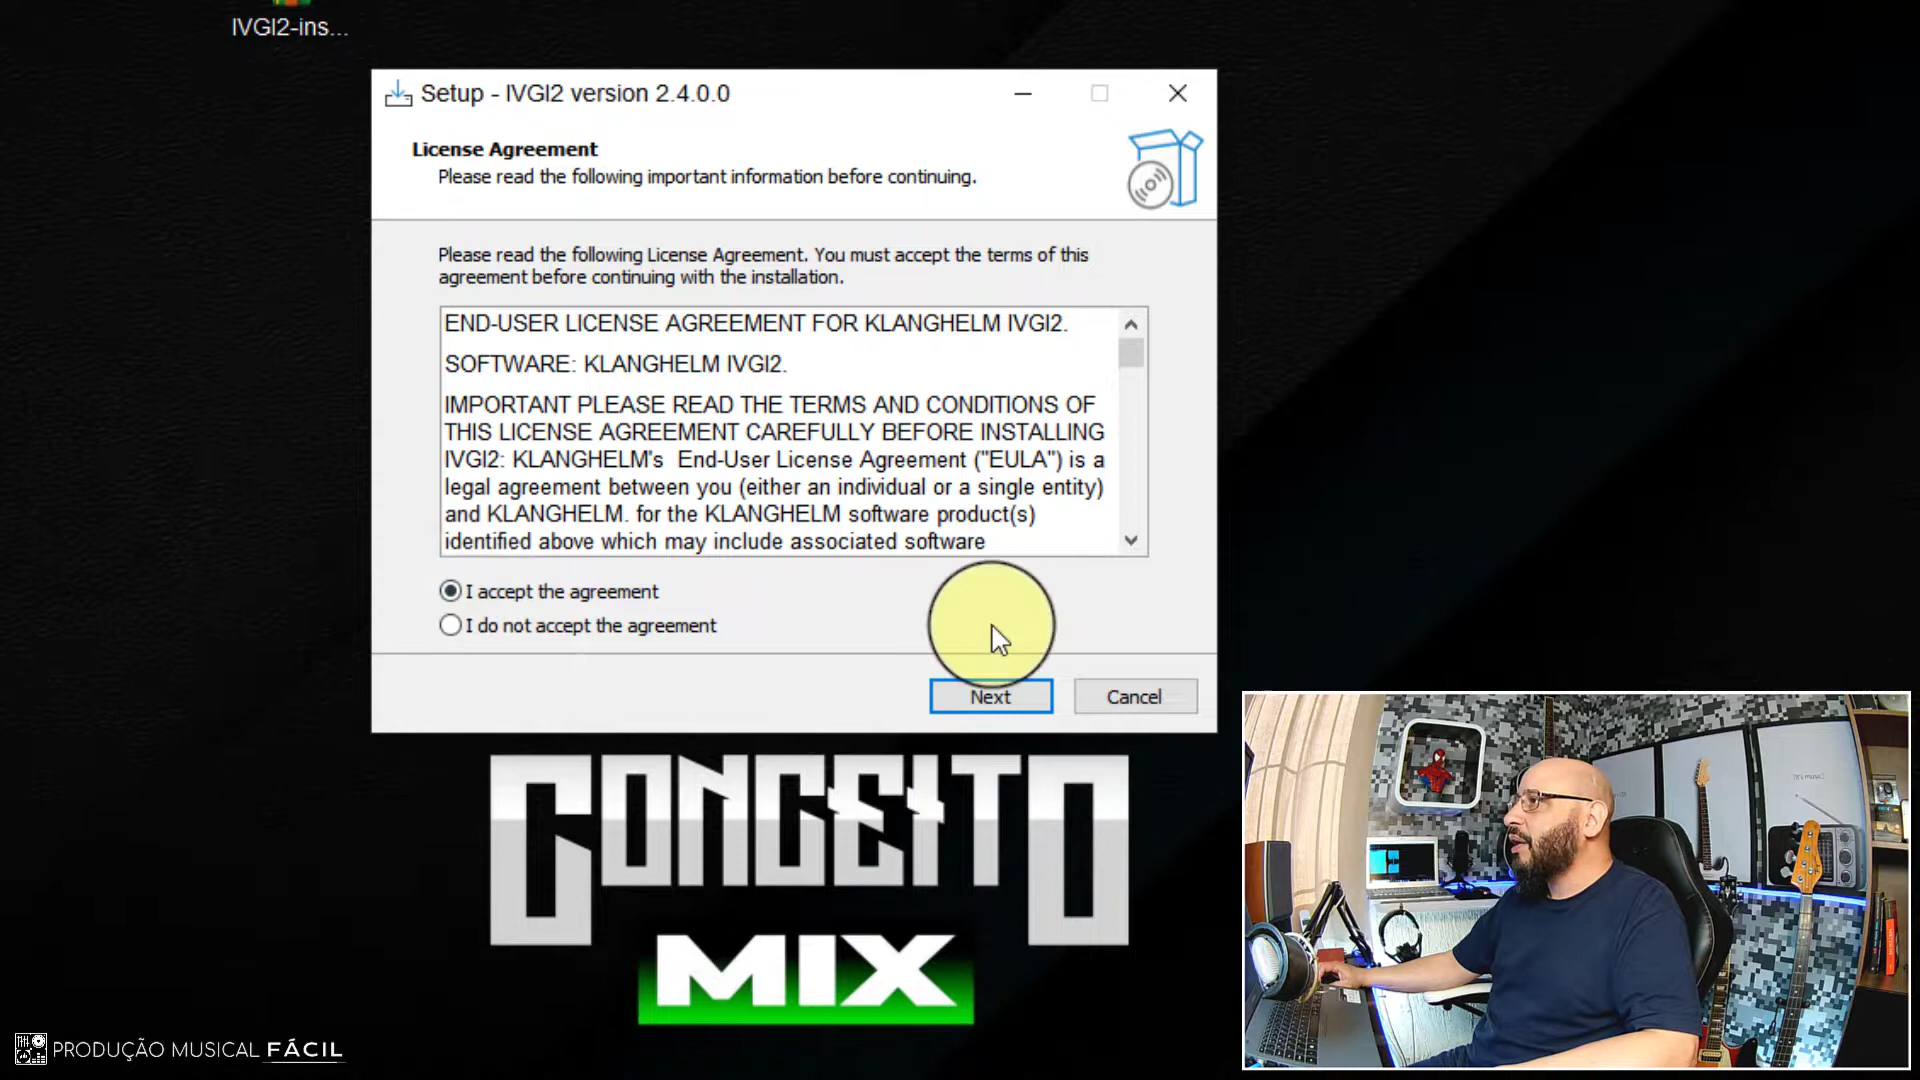 IVGI2-ins...
Setup - IVGI2 version 2.4.0.0
License Agreement
Please read the following important information before continuing.
Please read the following License Agreement. You must accept the terms of this
agreement before continuing with the installation.
END-USER LICENSE AGREEMENT FOR KLANGHELM IVGI2.
SOFTWARE: KLANGHELM IVGI2.
IMPORTANT PLEASE READ THE TERMS AND CONDITIONS OF
THIS LICENSE AGREEMENT CAREFULLY BEFORE INSTALLING
IVGI2: KLANGHELM's End-User License Agreement ("EULA") is a
legal agreement between you (either an individual or a single entity)
and KLANGHELM. for the KLANGHELM software product(s)
identified above which may include associated software
I accept the agreement
I do not accept the agreement
Next
Cancel
CONCEITO
MIX
PRODUÇÃO MUSICAL FÁCIL